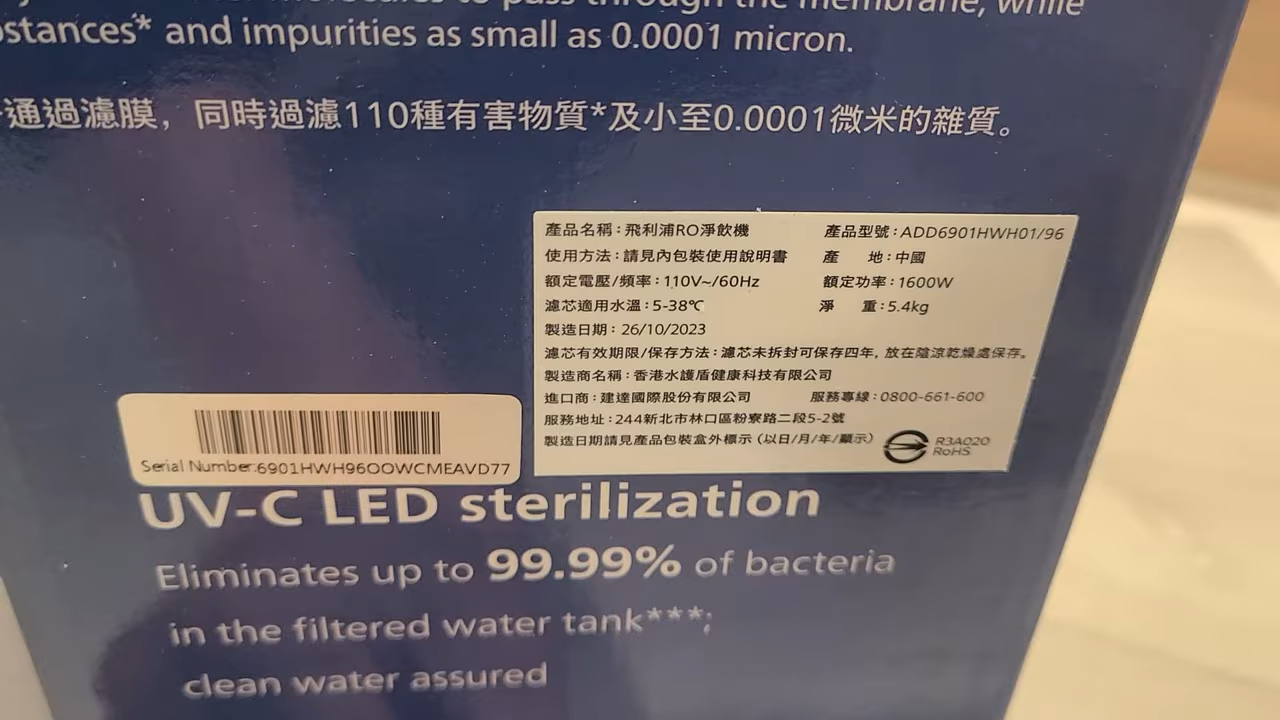 to pass through the membrane, while
stances* and impurities as small as 0.0001 micron.
通過濾膜，同時過濾110種有害物質*及小至0.0001微米的雜質。
產品名稱：飛利浦RO淨飲機 產品型號：ADD6901HWH01/96
使用方法：請見內包裝使用說明書 產 地：中國
額定電壓/頻率：110V~/60Hz 額定功率：1600W
濾芯適用水溫：5-38℃ 淨 重：5.4kg
製造日期：26/10/2023
濾芯有效期限/保存方法：濾芯未拆封可保存四年，放在陰涼乾燥處保存。
製造商名稱：香港水護盾健康科技有限公司
進口商：建達國際股份有限公司 服務專線：0800-661-600
服務地址：244新北市林口區粉寮路二段5-2號
製造日期請見產品包裝盒外標示（以日/月/年/顯示）
R3A020
RoHS
Serial Number:6901HWH96OOWCMEAVD77
UV-C LED sterilization
Eliminates up to 99.99% of bacteria
in the filtered water tank***;
clean water assured